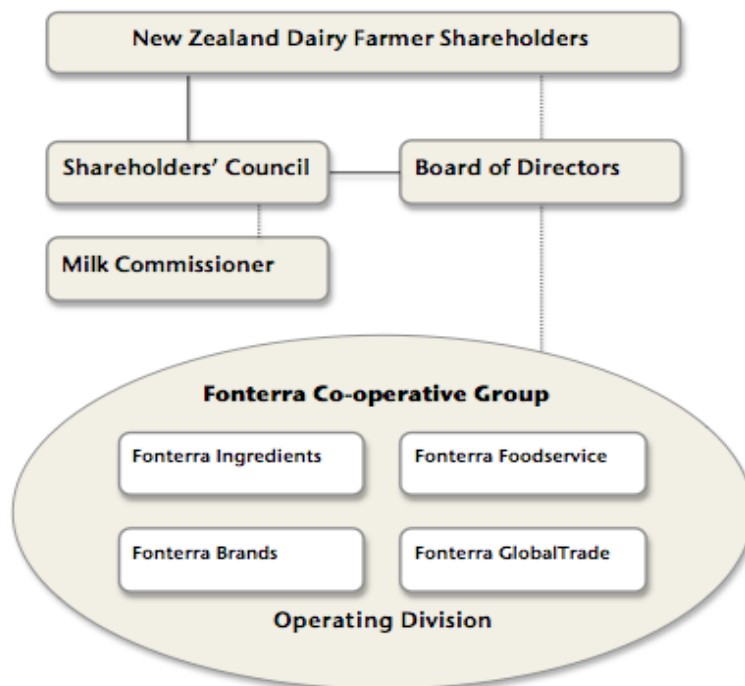 New Zealand Dairy Farmer Shareholders
Shareholders’ Council
Board of Directors
Milk Commissioner
Fonterra Co-operative Group
Fonterra Ingredients
Fonterra Foodservice
Fonterra Brands
Fonterra GlobalTrade
Operating Division